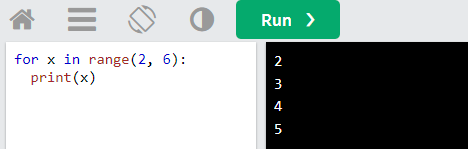 Run ❯
for x in range(2, 6):
  print(x)
2
3
4
5